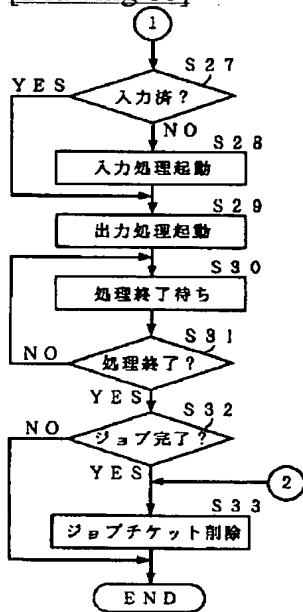 1
S27
YES
入力済?
NO
S28
入力処理起動
S29
出力処理起動
S30
処理終了待ち
S31
NO
処理終了?
YES
S32
NO
ジョブ完了?
YES
2
S33
ジョブチケット削除
END